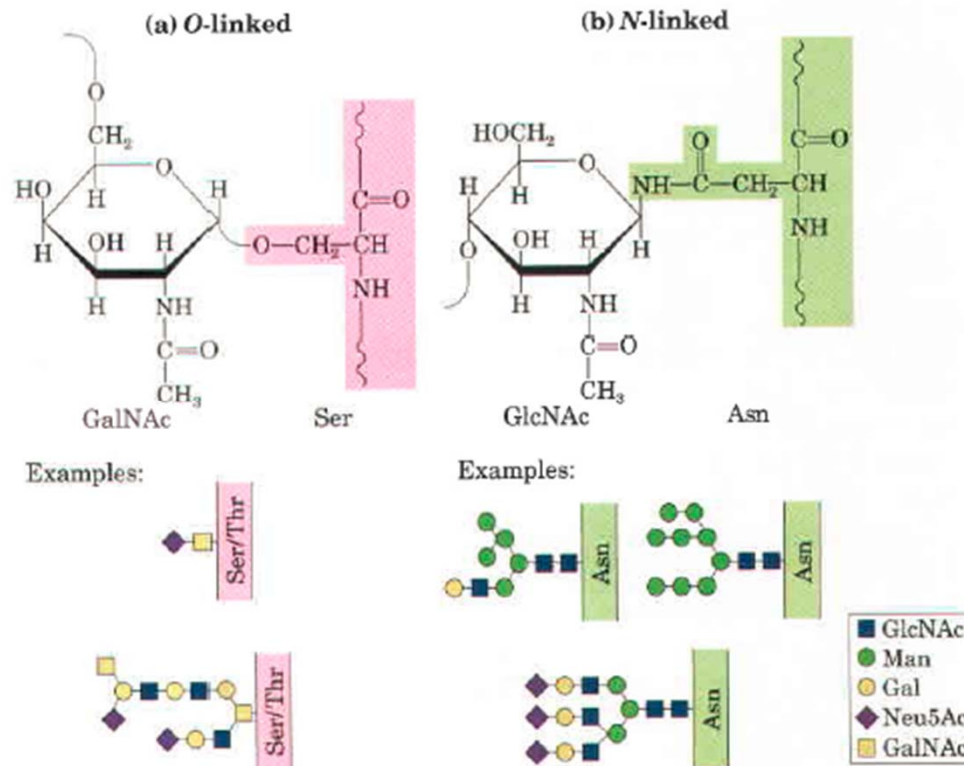 (a) O-linked
O
CH₂
O
HO
H
H
OH
H
H
H
NH
C=O
CH₃
O—CH₂—CH
C=O
NH
GalNAc
Ser
(b) N-linked
HOCH₂
O
H
H
OH
H
O
H
H
NH
C=O
CH₃
NH—C—CH₂—CH
O
C=O
NH
GlcNAc
Asn
Examples:
Ser/Thr
Ser/Thr
Examples:
Asn
Asn
Asn
GlcNAc
Man
Gal
Neu5Ac
GalNAc